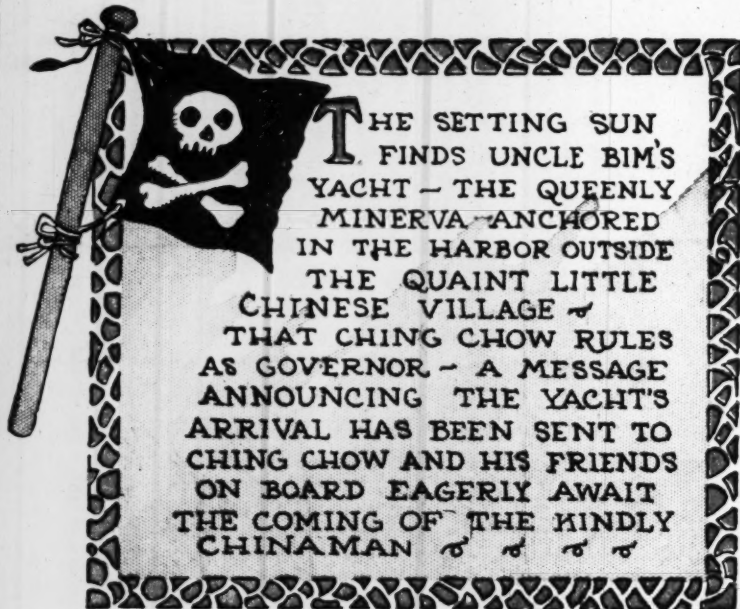 THE SETTING SUN
FINDS UNCLE BIM'S
YACHT – THE QUEENLY
MINERVA – ANCHORED
IN THE HARBOR OUTSIDE
THE QUAINT LITTLE
CHINESE VILLAGE
THAT CHING CHOW RULES
AS GOVERNOR – A MESSAGE
ANNOUNCING THE YACHT'S
ARRIVAL HAS BEEN SENT TO
CHING CHOW AND HIS FRIENDS
ON BOARD EAGERLY AWAIT
THE COMING OF THE KINDLY
CHINAMAN